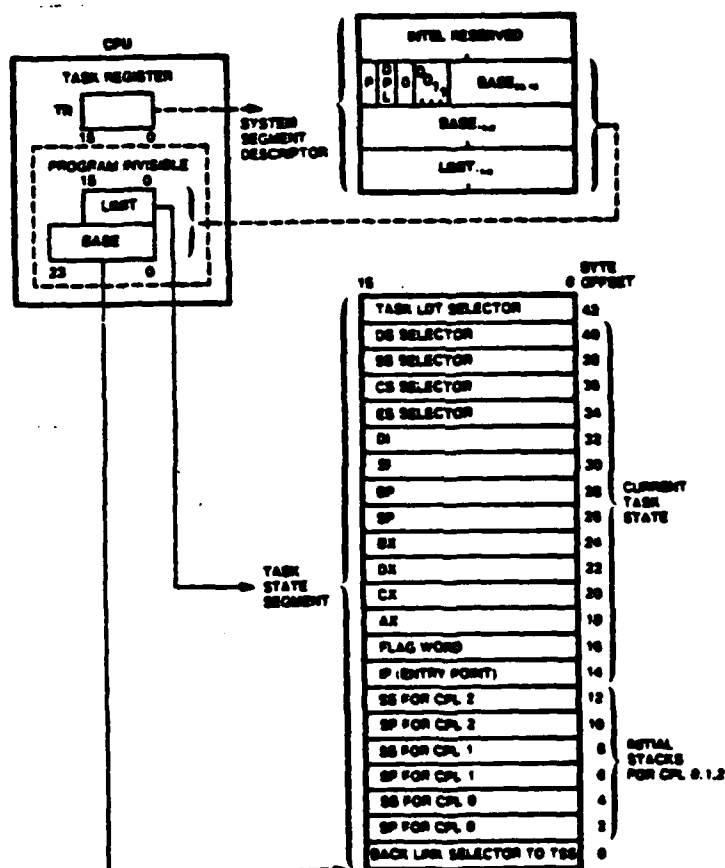 CPU
TASK REGISTER
TR
15 0
PROGRAM INVISIBLE
15 0
LIMIT
BASE
23 0
SYSTEM
SEGMENT
DESCRIPTOR
INTEL RESERVED
P
D
P
L
0
BASE
BASE
LIMIT
15 0
BYTE
OFFSET
TASK LDT SELECTOR 42
DS SELECTOR 40
SS SELECTOR 38
CS SELECTOR 36
ES SELECTOR 34
DI 32
SI 30
BP 28
SP 26
BX 24
DX 22
CX 20
AX 18
FLAG WORD 16
IP (ENTRY POINT) 14
SS FOR CPL 2 12
SP FOR CPL 2 10
SS FOR CPL 1 8
SP FOR CPL 1 6
SS FOR CPL 0 4
SP FOR CPL 0 2
BACK LINK SELECTOR TO TSS 0
TASK
STATE
SEGMENT
CURRENT
TASK
STATE
INITIAL
STACKS
FOR CPL 0,1,2